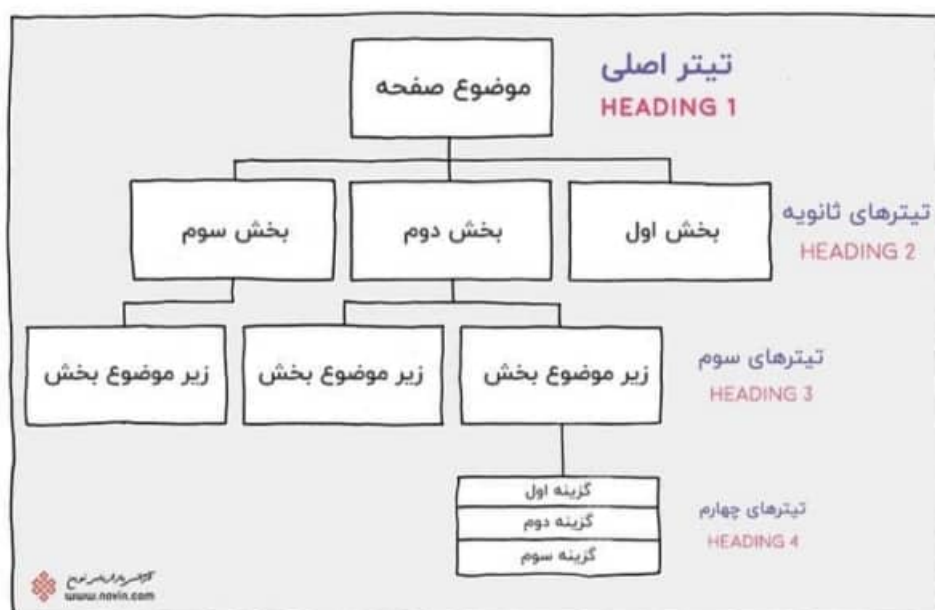 تیتر اصلی
HEADING 1
موضوع صفحه
تیترهای ثانویه
HEADING 2
بخش اول
بخش دوم
بخش سوم
تیترهای سوم
HEADING 3
زیر موضوع بخش
زیر موضوع بخش
زیر موضوع بخش
تیترهای چهارم
HEADING 4
گزینه اول
گزینه دوم
گزینه سوم
www.novin.com